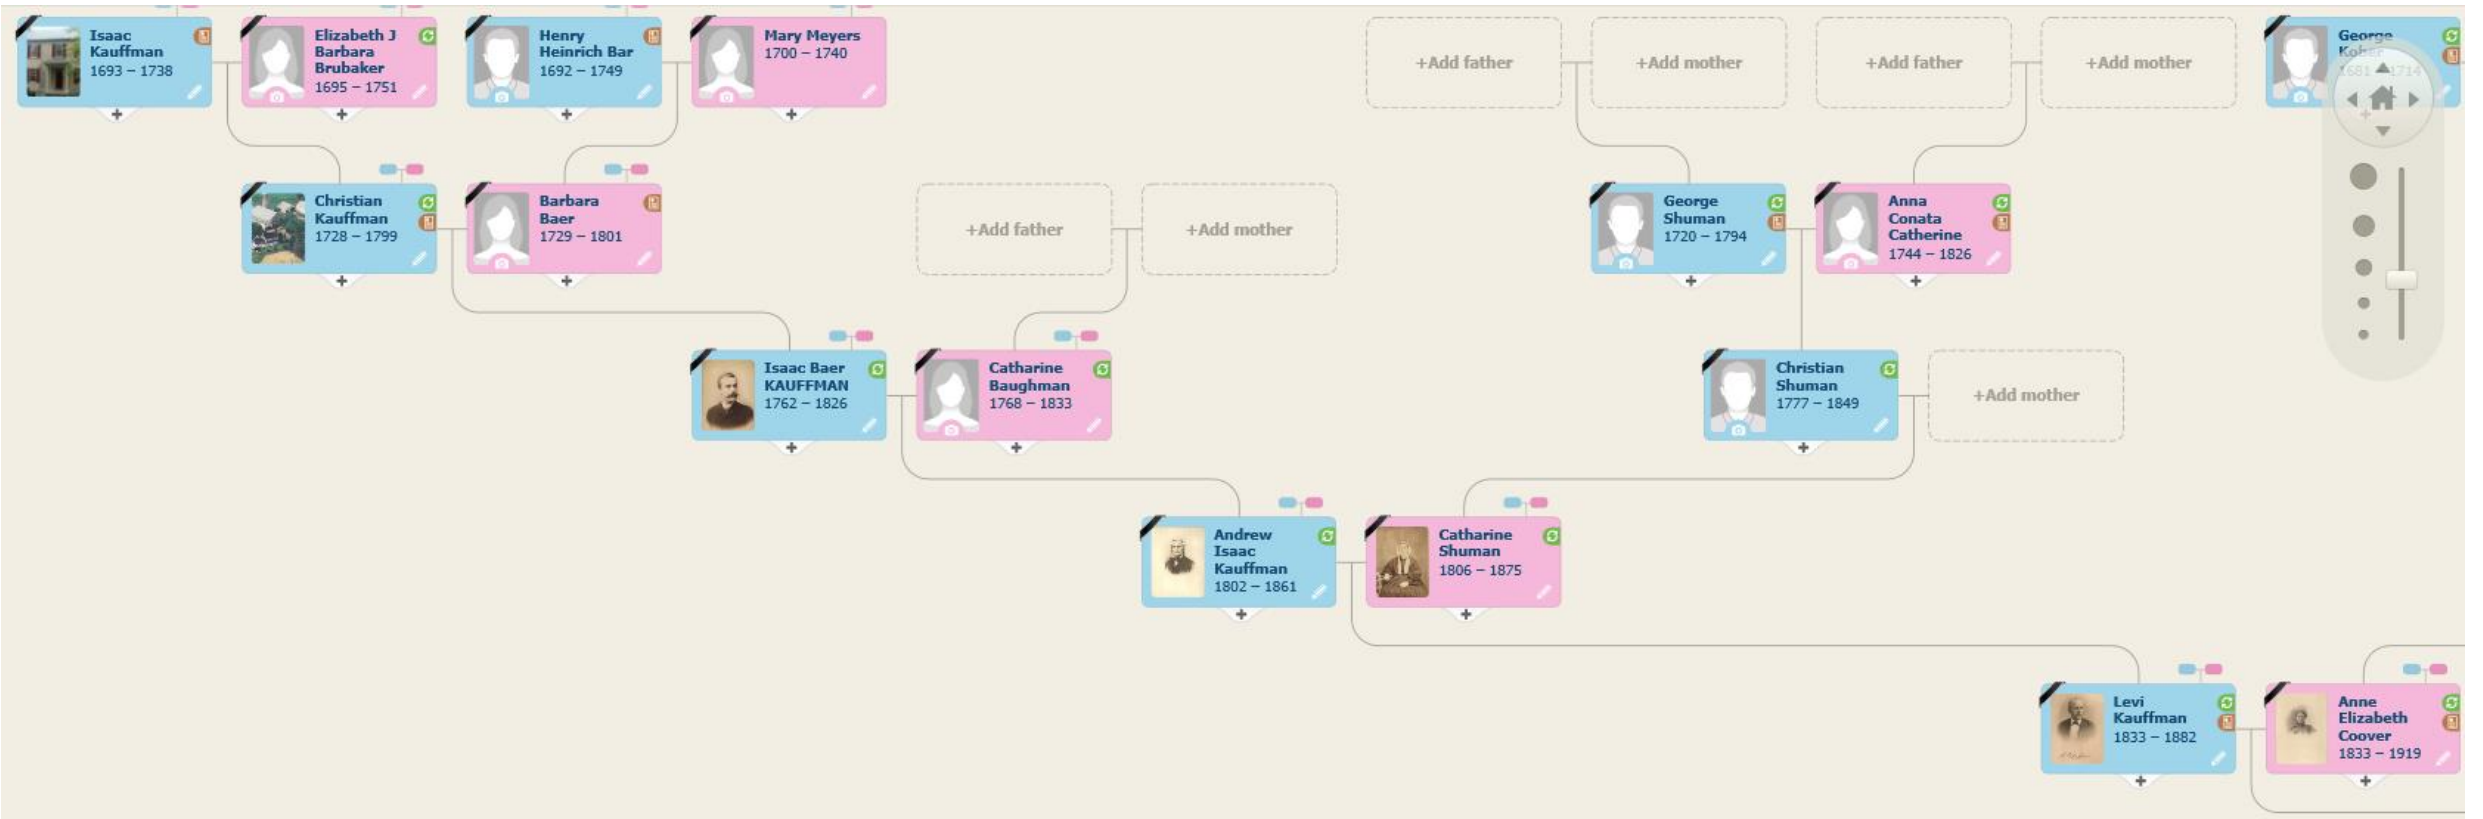 Isaac
Kauffman
1693 – 1738
Elizabeth J
Barbara
Brubaker
1695 – 1751
Henry
Heinrich Bar
1692 – 1749
Mary Meyers
1700 – 1740
+Add father
+Add mother
+Add father
+Add mother
George
Kober
1681 – 1714
Christian
Kauffman
1728 – 1799
Barbara
Baer
1729 – 1801
+Add father
+Add mother
George
Shuman
1720 – 1794
Anna
Conata
Catherine
1744 – 1826
Isaac Baer
KAUFFMAN
1762 – 1826
Catharine
Baughman
1768 – 1833
Christian
Shuman
1777 – 1849
+Add mother
Andrew
Isaac
Kauffman
1802 – 1861
Catharine
Shuman
1806 – 1875
Levi
Kauffman
1833 – 1882
Anne
Elizabeth
Coover
1833 – 1919